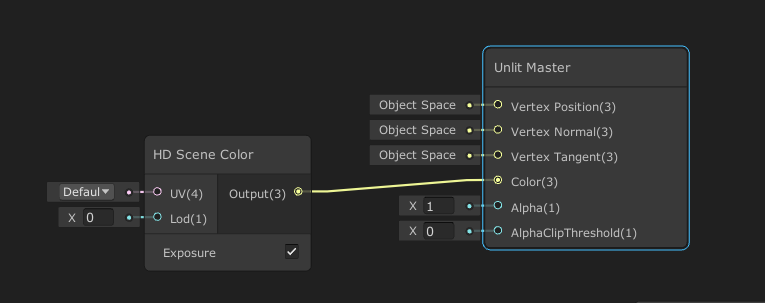 Unlit Master
Object Space
Vertex Position(3)
Object Space
Vertex Normal(3)
Object Space
Vertex Tangent(3)
Color(3)
X 1
Alpha(1)
X 0
AlphaClipThreshold(1)
HD Scene Color
Defaul
UV(4)
Output(3)
X 0
Lod(1)
Exposure